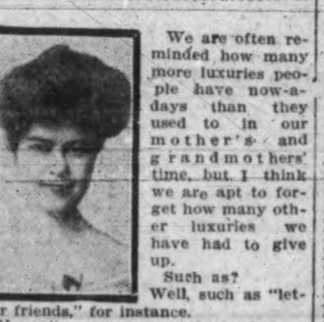 We are often re-
minded how many
more luxuries peo-
ple have now-a-
days than they
used to in our
mother's and
grandmothers'
time, but I think
we are apt to for-
get how many oth-
er luxuries we
have had to give
up.
Such as?
Well, such as "let-
r friends," for instance.